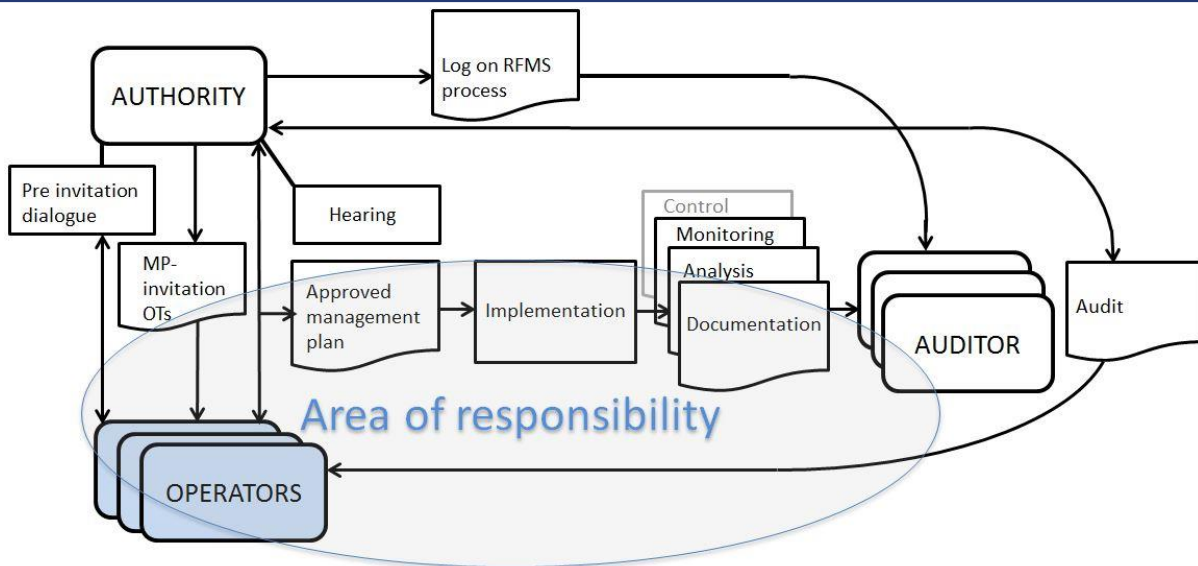 AUTHORITY
Log on RFMS
process
Pre invitation
dialogue
Hearing
MP-
invitation
OTs
Approved
management
plan
Implementation
Control
Monitoring
Analysis
Documentation
AUDITOR
Audit
Area of responsibility
OPERATORS